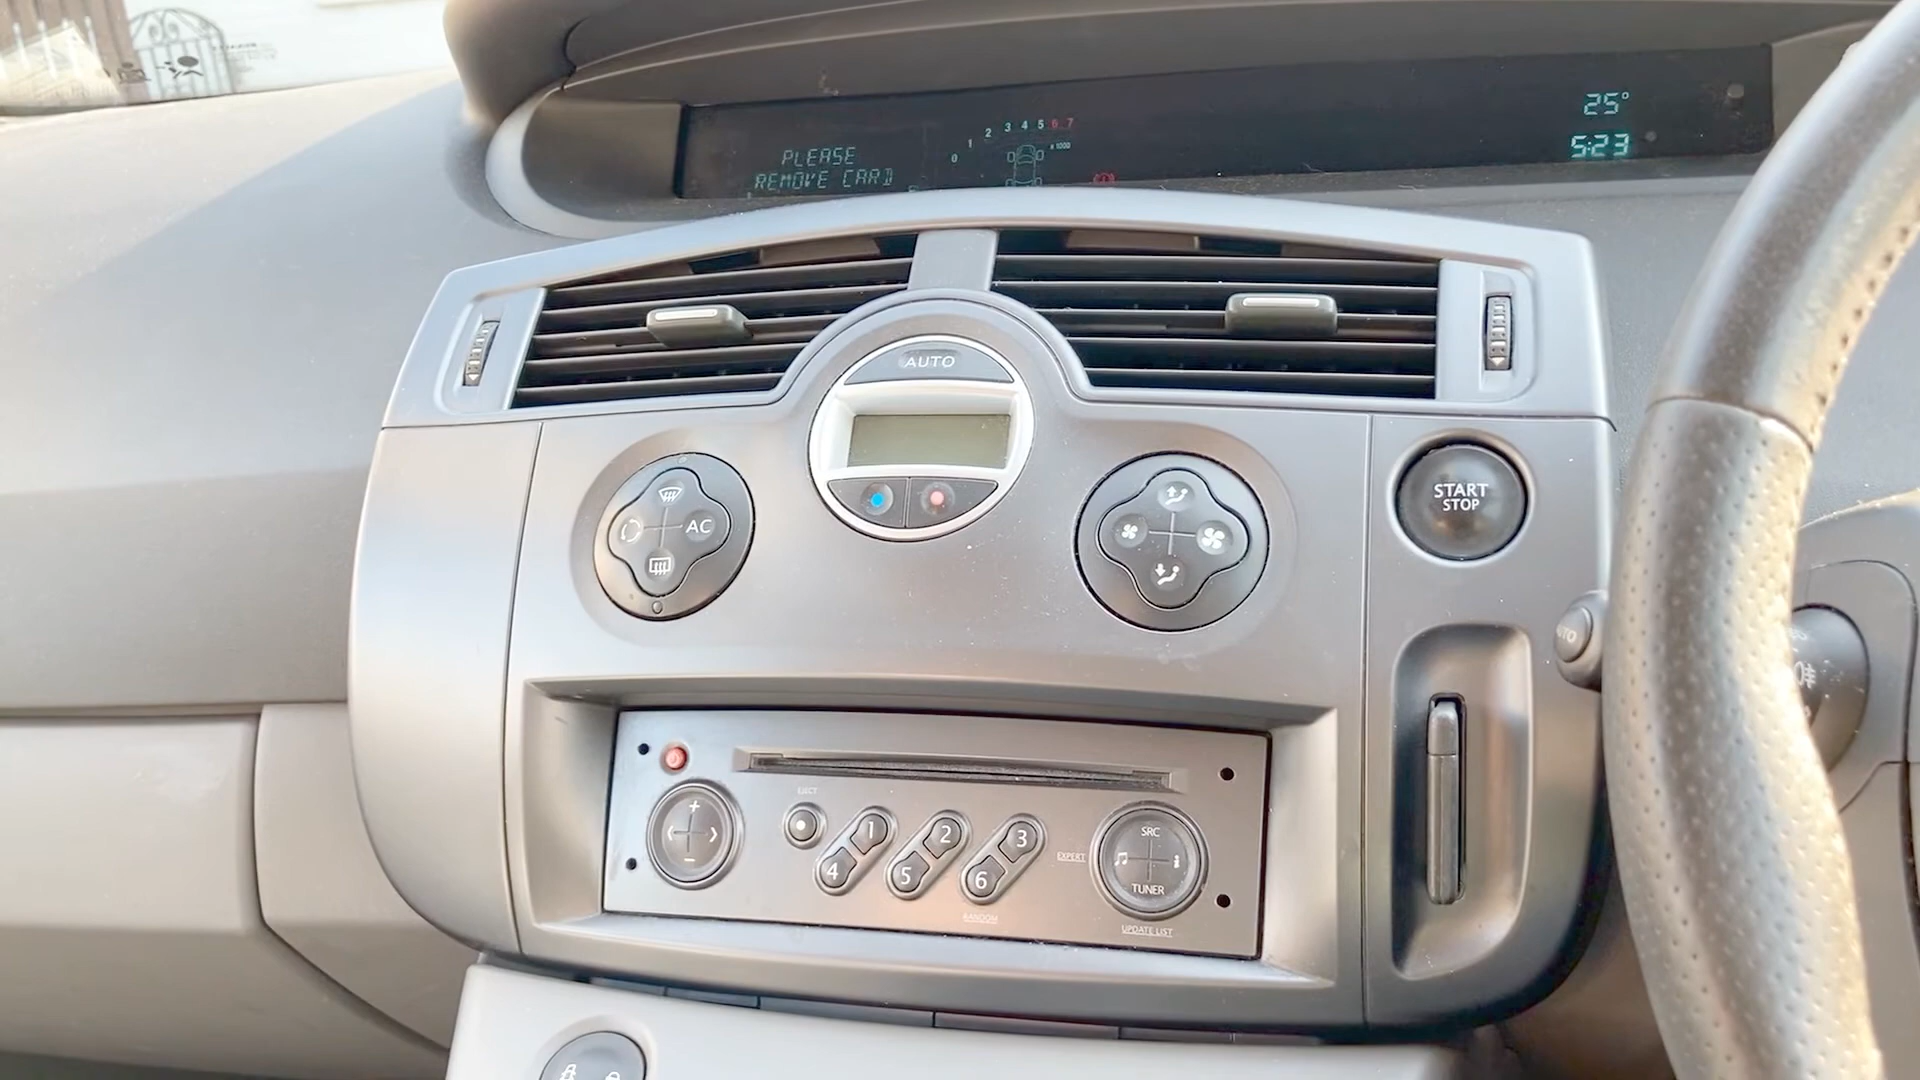 25°
5:23
0 1 2 3 4 5 6 7
x 1000
PLEASE
REMOVE CARD
AUTO
AC
START
STOP
EJECT
1 2 3
4 5 6
RANDOM
EXPERT
SRC
TUNER
UPDATE LIST